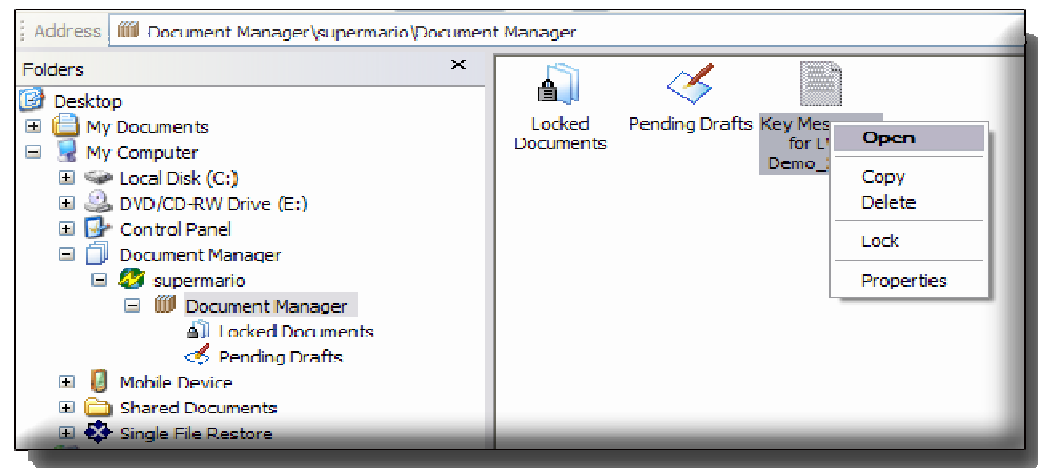 Address Document Manager\supermario\Document Manager
Folders
Desktop
My Documents
My Computer
Local Disk (C:)
DVD/CD-RW Drive (E:)
Control Panel
Document Manager
supermario
Document Manager
Locked Documents
Pending Drafts
Mobile Device
Shared Documents
Single File Restore
Locked
Documents
Pending Drafts
Key
for
Open
Copy
Delete
Lock
Properties